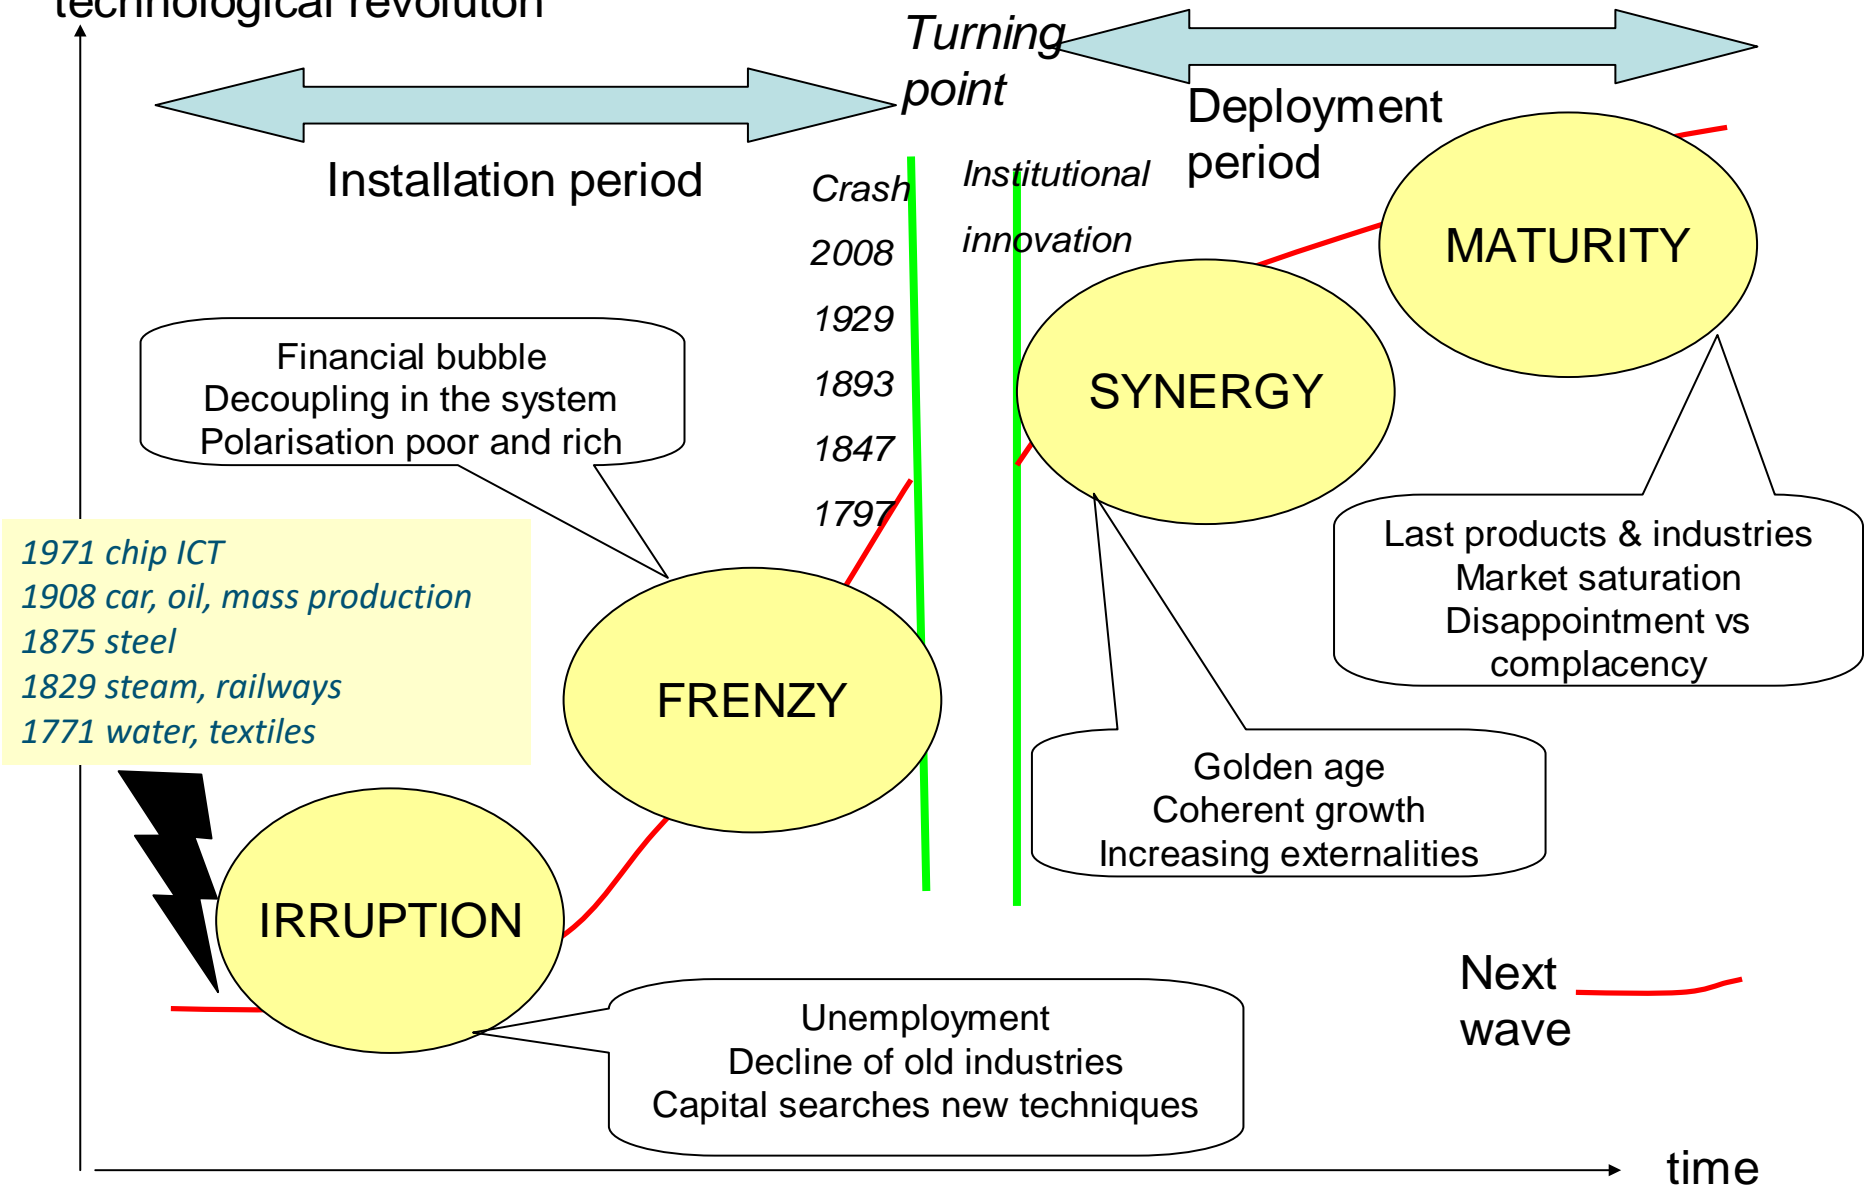 technological revoluton
Turning
point
Installation period
Deployment
period
Crash
2008
1929
1893
1847
1797
Institutional
innovation
MATURITY
SYNERGY
Financial bubble
Decoupling in the system
Polarisation poor and rich
1971 chip ICT
1908 car, oil, mass production
1875 steel
1829 steam, railways
1771 water, textiles
Last products & industries
Market saturation
Disappointment vs
complacency
FRENZY
Golden age
Coherent growth
Increasing externalities
IRRUPTION
Unemployment
Decline of old industries
Capital searches new techniques
Next
wave
time